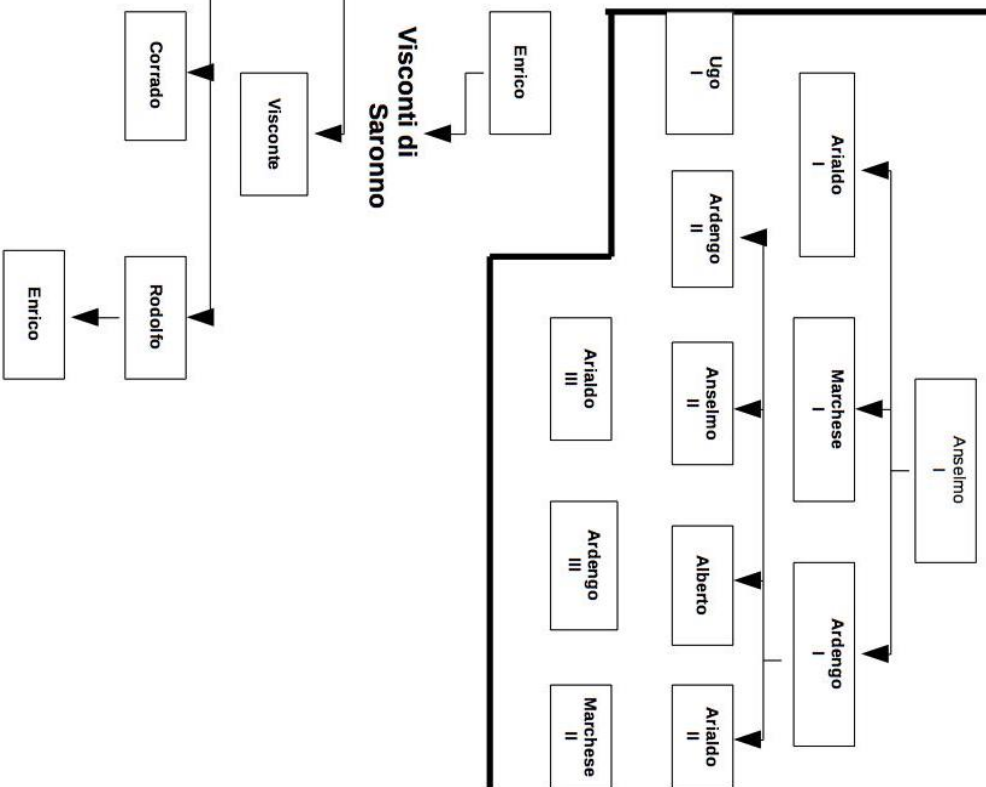 Anselmo
I
Arialdo
I
Marchese
I
Ardengo
I
Ugo
I
Ardengo
II
Anselmo
II
Alberto
Arialdo
II
Enrico
Arialdo
III
Ardengo
III
Marchese
II
Visconti di
Saronno
Visconte
Corrado
Rodolfo
Enrico